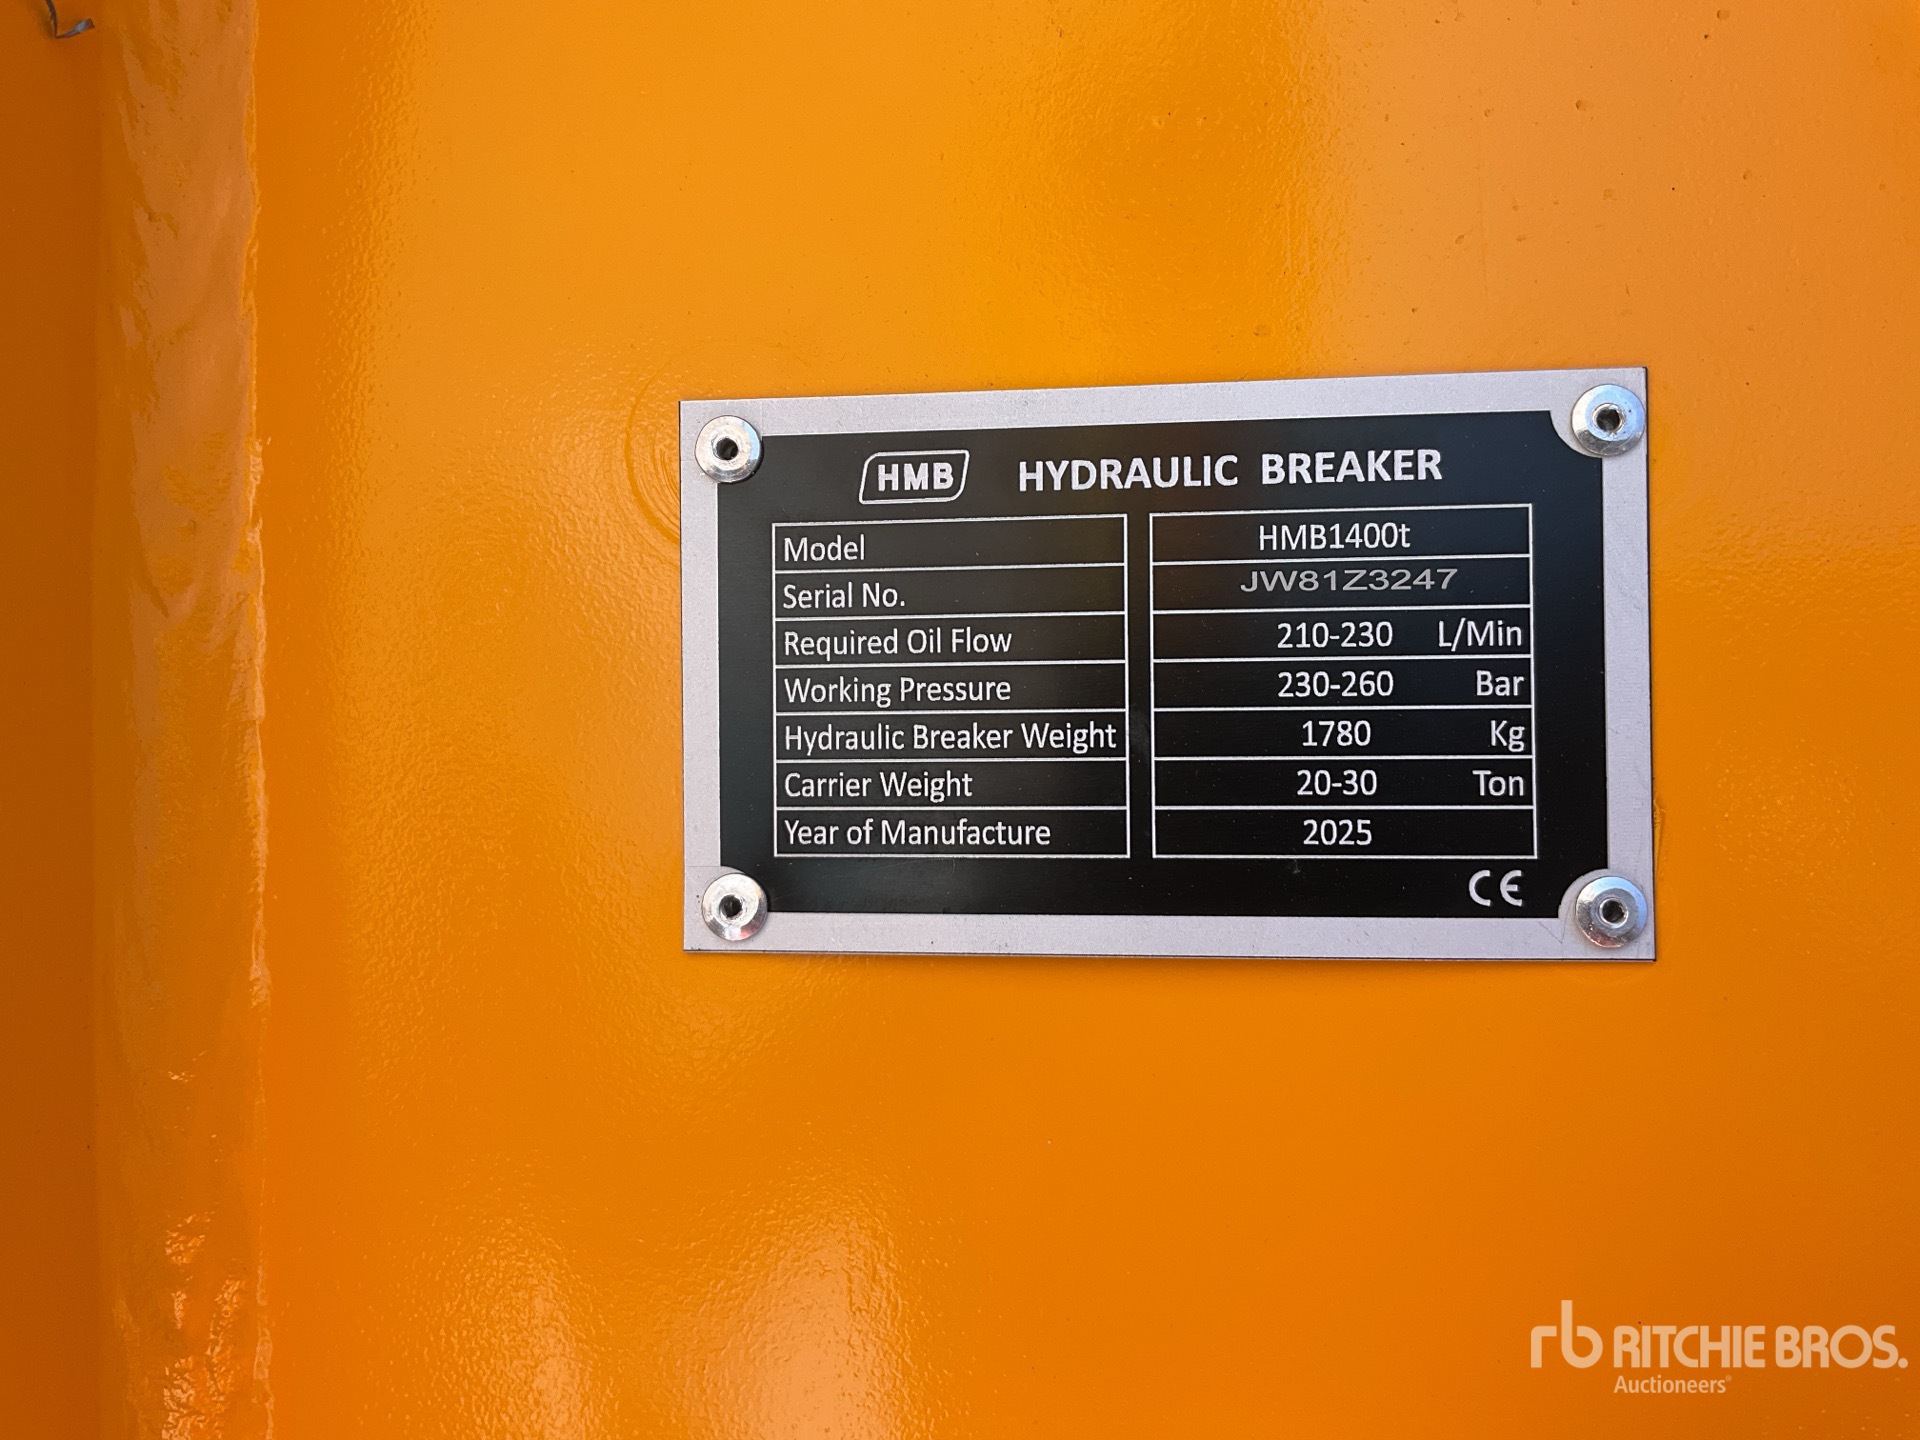 HMB HYDRAULIC BREAKER
Model HMB1400t
Serial No. JW81Z3247
Required Oil Flow 210-230 L/Min
Working Pressure 230-260 Bar
Hydraulic Breaker Weight 1780 Kg
Carrier Weight 20-30 Ton
Year of Manufacture 2025
CE
rb RITCHIE BROS.
Auctioneers®